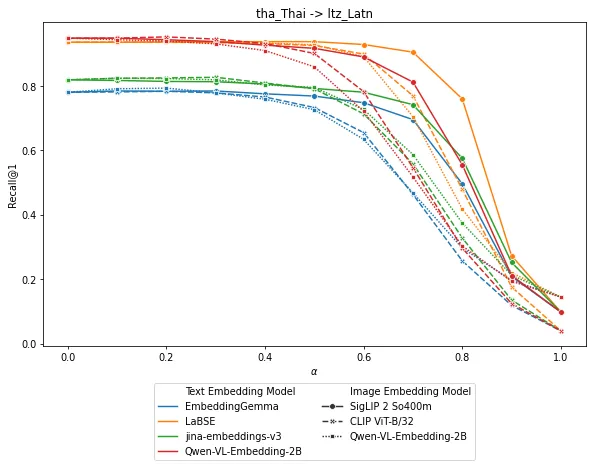 tha_Thai -> ltz_Latn
Recall@1
0.8
0.6
0.4
0.2
0.0
0.0 0.2 0.4 0.6 0.8 1.0
α
Text Embedding Model
EmbeddingGemma
LaBSE
jina-embeddings-v3
Qwen-VL-Embedding-2B
Image Embedding Model
SigLIP 2 So400m
CLIP ViT-B/32
Qwen-VL-Embedding-2B